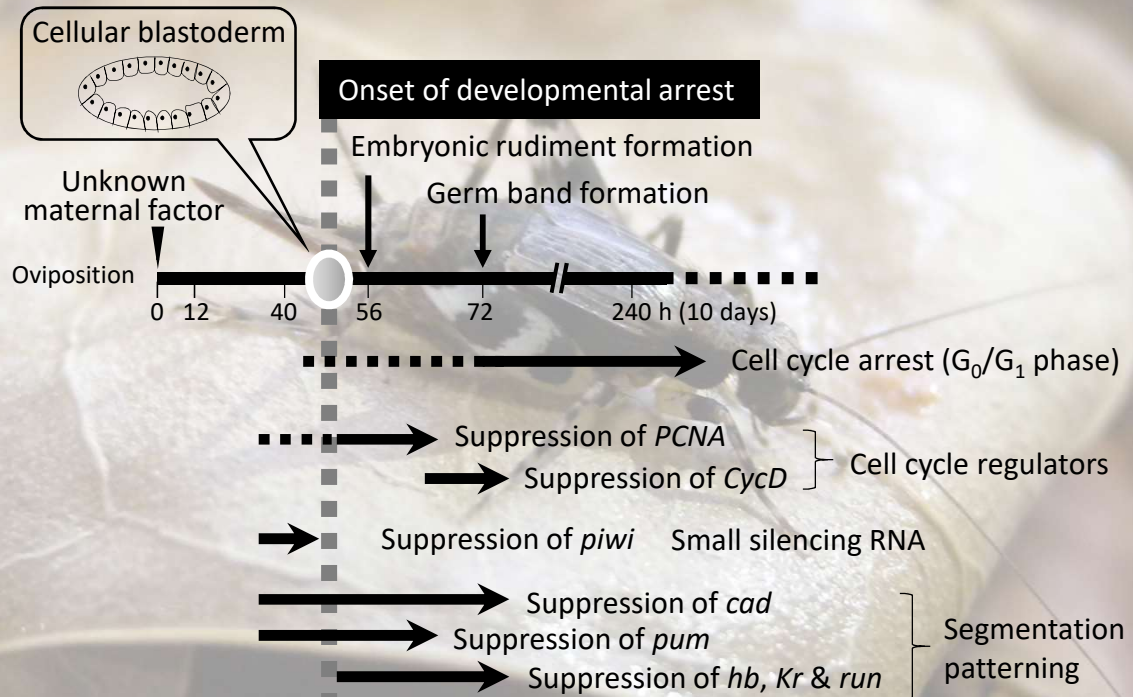 Cellular blastoderm
Onset of developmental arrest
Embryonic rudiment formation
Unknown
maternal factor
Germ band formation
Oviposition
0 12 40 56 72 240 h (10 days)
Cell cycle arrest (G₀/G₁ phase)
Suppression of PCNA
Suppression of CycD
Cell cycle regulators
Suppression of piwi Small silencing RNA
Suppression of cad
Suppression of pum
Suppression of hb, Kr & run
Segmentation
patterning